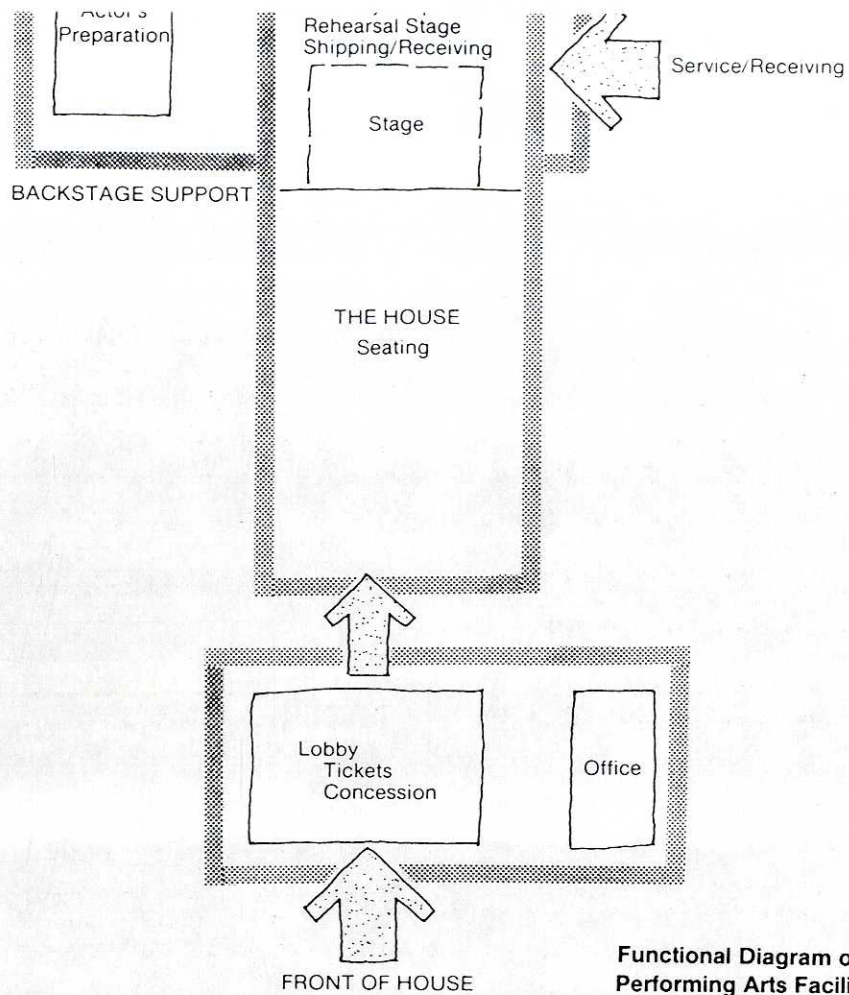 Actor's
Preparation
Rehearsal Stage
Shipping/Receiving
Service/Receiving
Stage
BACKSTAGE SUPPORT
THE HOUSE
Seating
Lobby
Tickets
Concession
Office
FRONT OF HOUSE
Functional Diagram
Performing Arts